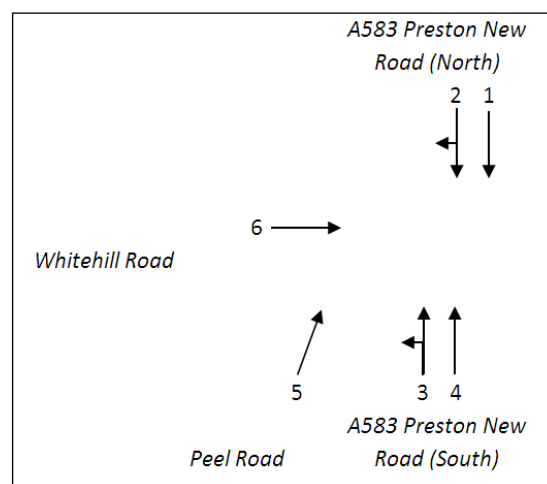 A583 Preston New
Road (North)
2 1
6
Whitehill Road
5 3 4
Peel Road
A583 Preston New
Road (South)